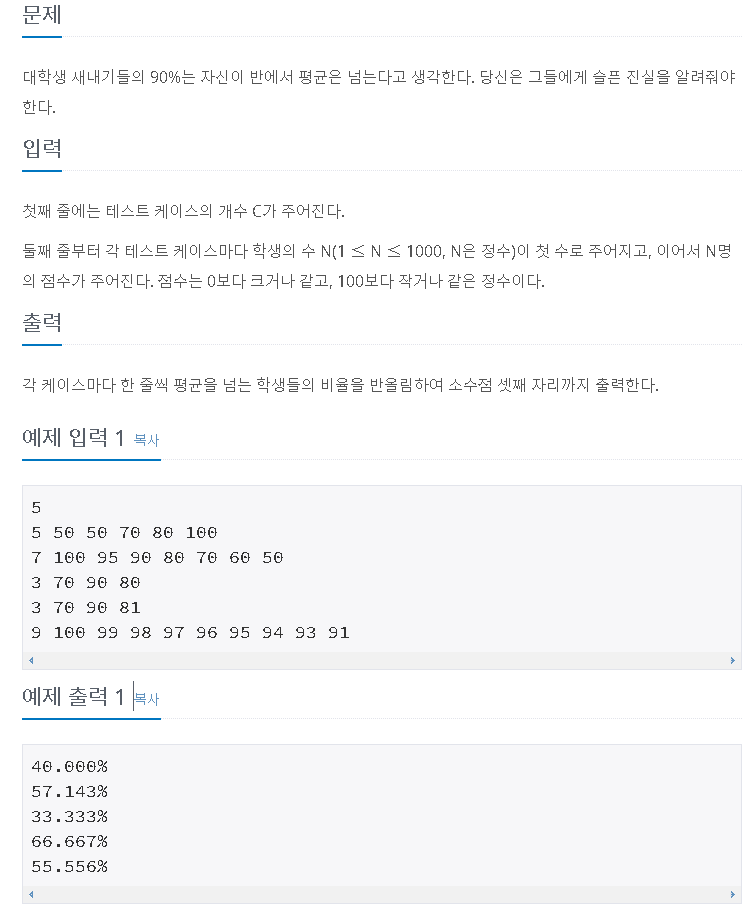 문제
대학생 새내기들의 90%는 자신이 반에서 평균은 넘는다고 생각한다. 당신은 그들에게 슬픈 진실을 알려줘야
한다.
입력
첫째 줄에는 테스트 케이스의 개수 C가 주어진다.
둘째 줄부터 각 테스트 케이스마다 학생의 수 N(1 ≤ N ≤ 1000, N은 정수)이 첫 수로 주어지고, 이어서 N명
의 점수가 주어진다. 점수는 0보다 크거나 같고, 100보다 작거나 같은 정수이다.
출력
각 케이스마다 한 줄씩 평균을 넘는 학생들의 비율을 반올림하여 소수점 셋째 자리까지 출력한다.
예제 입력 1 복사
5
5 50 50 70 80 100
7 100 95 90 80 70 60 50
3 70 90 80
3 70 90 81
9 100 99 98 97 96 95 94 93 91
예제 출력 1 복사
40.000%
57.143%
33.333%
66.667%
55.556%